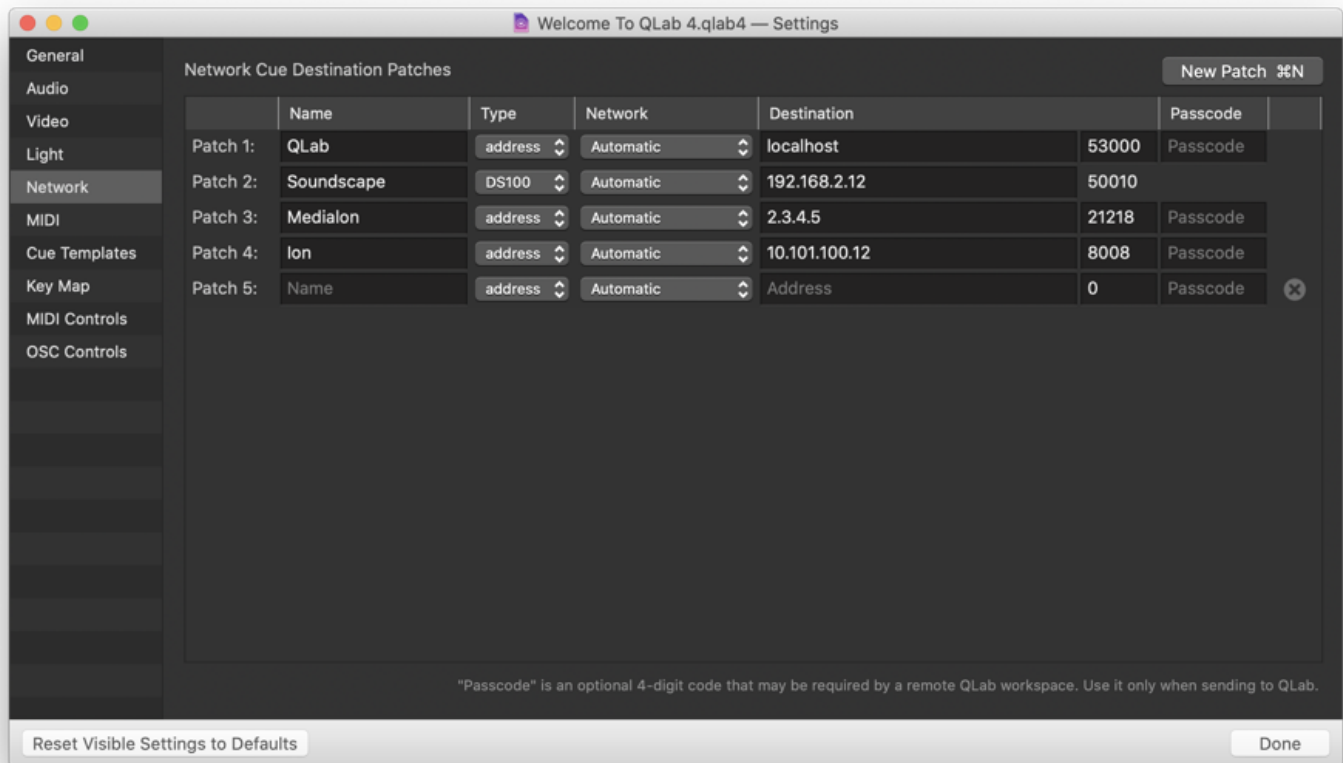 Welcome To QLab 4.qlab4 — Settings
General
Audio
Video
Light
Network
MIDI
Cue Templates
Key Map
MIDI Controls
OSC Controls
Network Cue Destination Patches
New Patch ⌘N
Name Type Network Destination Passcode
Patch 1: QLab address Automatic localhost 53000 Passcode
Patch 2: Soundscape DS100 Automatic 192.168.2.12 50010
Patch 3: Medialon address Automatic 2.3.4.5 21218 Passcode
Patch 4: Ion address Automatic 10.101.100.12 8008 Passcode
Patch 5: Name address Automatic Address 0 Passcode
"Passcode" is an optional 4-digit code that may be required by a remote QLab workspace. Use it only when sending to QLab.
Reset Visible Settings to Defaults
Done